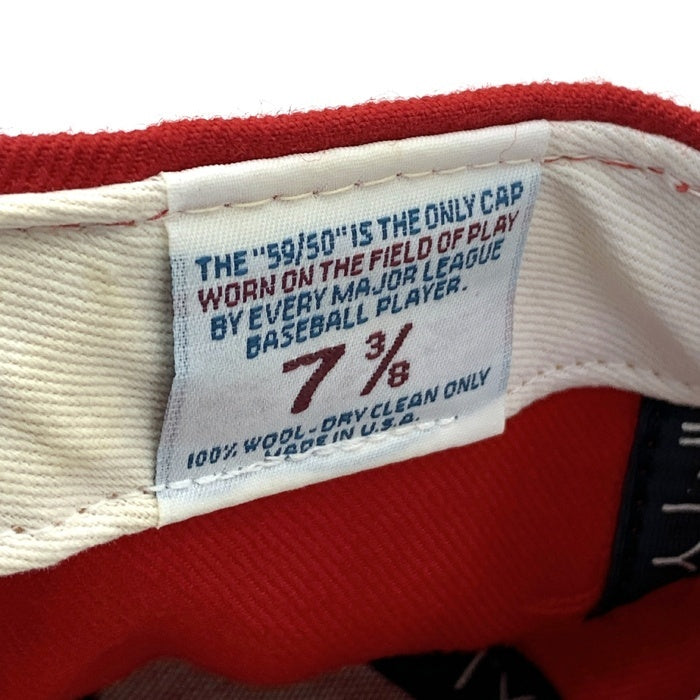 THE "59/50" IS THE ONLY CAP
WORN ON THE FIELD OF PLAY
BY EVERY MAJOR LEAGUE
BASEBALL PLAYER.
7 3/8
100% WOOL-DRY CLEAN ONLY
MADE IN U.S.A.